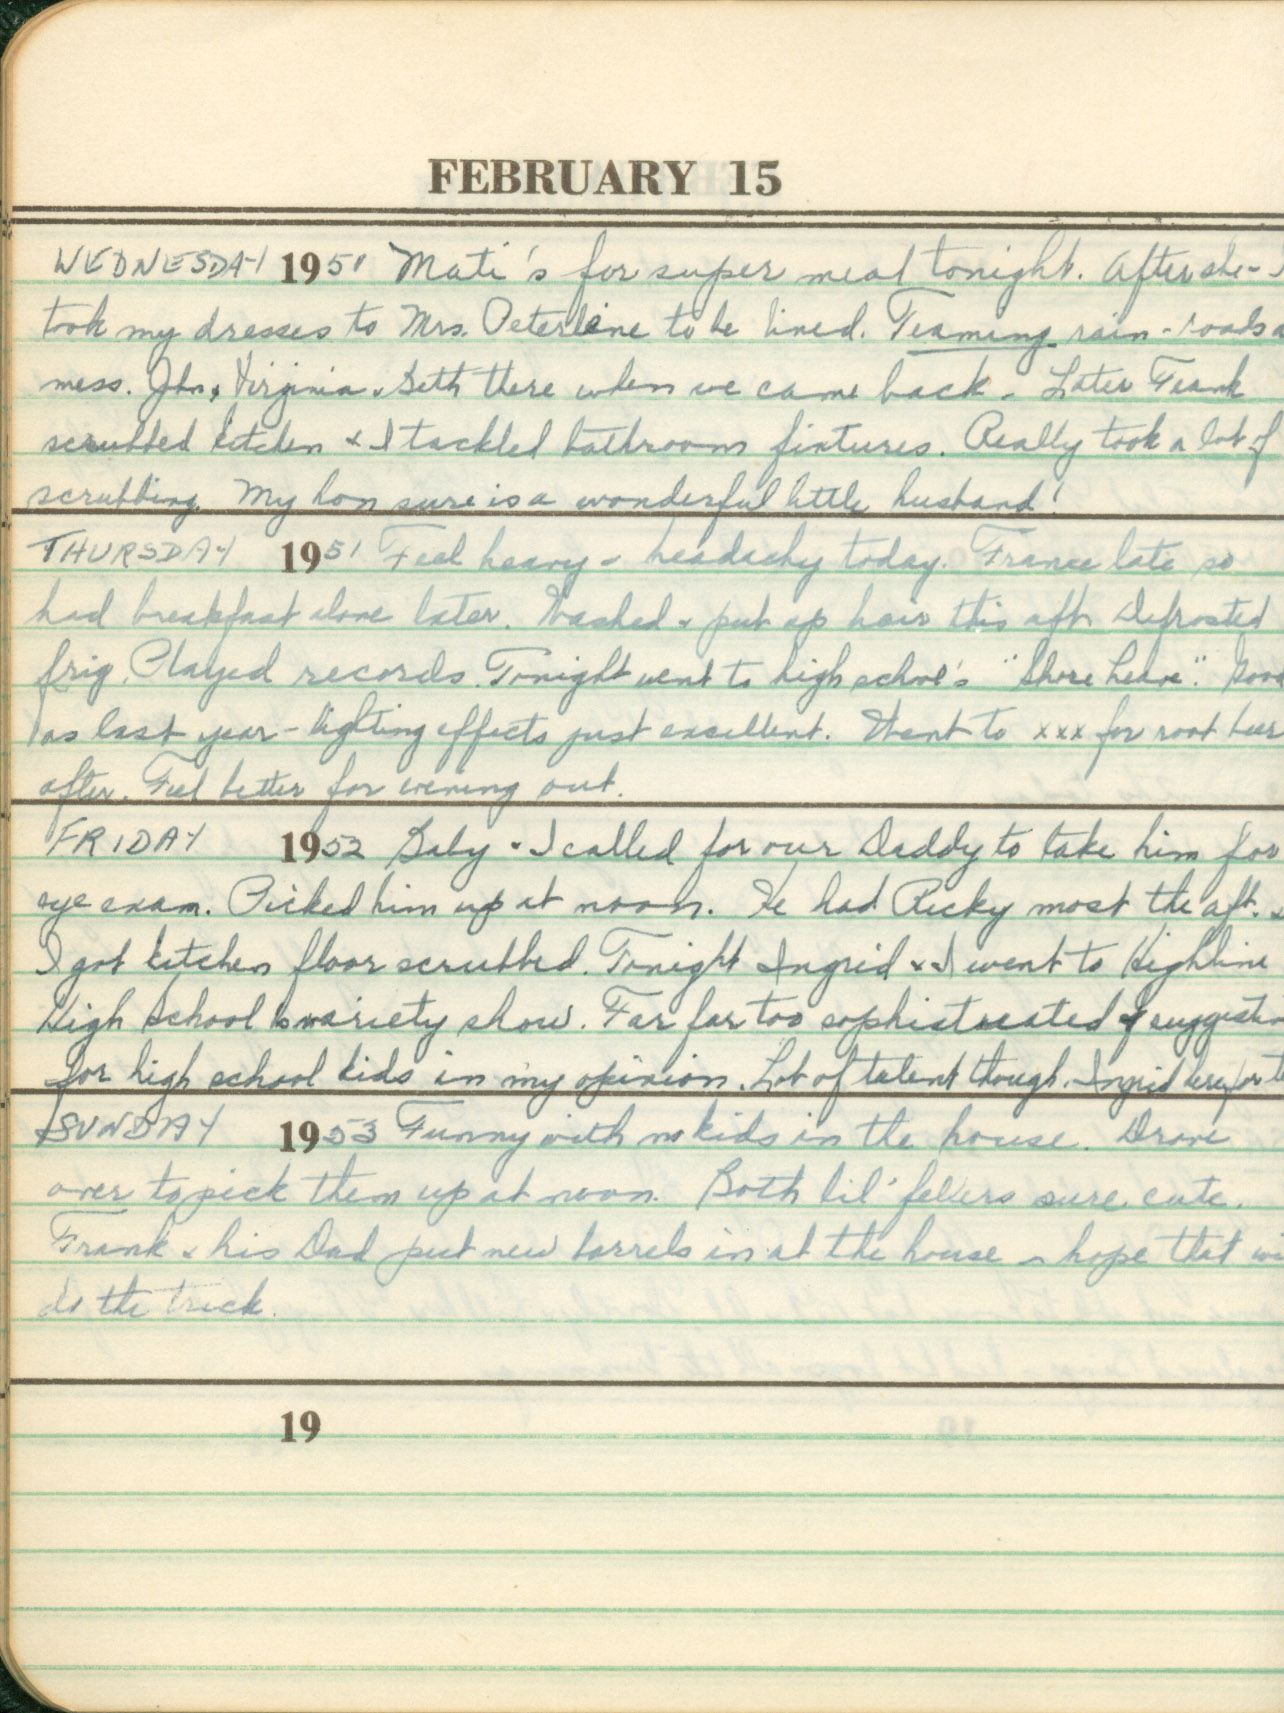 FEBRUARY 15
WEDNESDAY 1951 Mati's for super meal tonight. After she -
took my dresses to Mrs. Peterline to be lined. Teaming rain - roads a
mess. John, Virginia & Beth there when we came back. Later Frank
scrubbed kitchen & I tackled bathroom fixtures. Really took a lot of
scrubbing. My hon sure is a wonderful little husband!
THURSDAY 1951 Feel heavy & headachy today. France late so
had breakfast alone later. Washed & put up hair this aft. Defrosted
frig. Played records. Tonight went to high school's "Shore Leave". Good
as last year - lighting effects just excellent. Went to xxx for root beer
after. Feel better for evening out.
FRIDAY 1952 Baby & I called for our Daddy to take him for
eye exam. Picked him up at noon. He had Ricky most the aft. &
I got kitchen floor scrubbed. Tonight Ingrid & I went to Highline
High School's variety show. Far far too sophisticated & suggestive
for high school kids in my opinion. Lot of talent though. Ingrid here for
SUNDAY 1953 Funny with no kids in the house. Drove
over to pick them up at noon. Both lil' fellers sure cute.
Frank & his Dad put new barrels in at the house - hope that wi
do the trick.
19